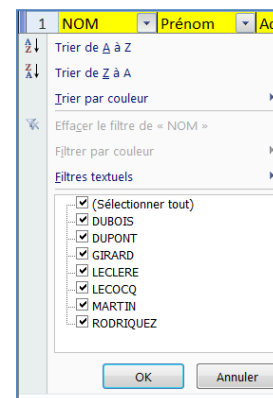 1 NOM Prénom Ad
Trier de A à Z
Trier de Z à A
Trier par couleur
Effacer le filtre de « NOM »
Filtrer par couleur
Filtres textuels
(Sélectionner tout)
DUBOIS
DUPONT
GIRARD
LECLERE
LECOCQ
MARTIN
RODRIQUEZ
OK Annuler